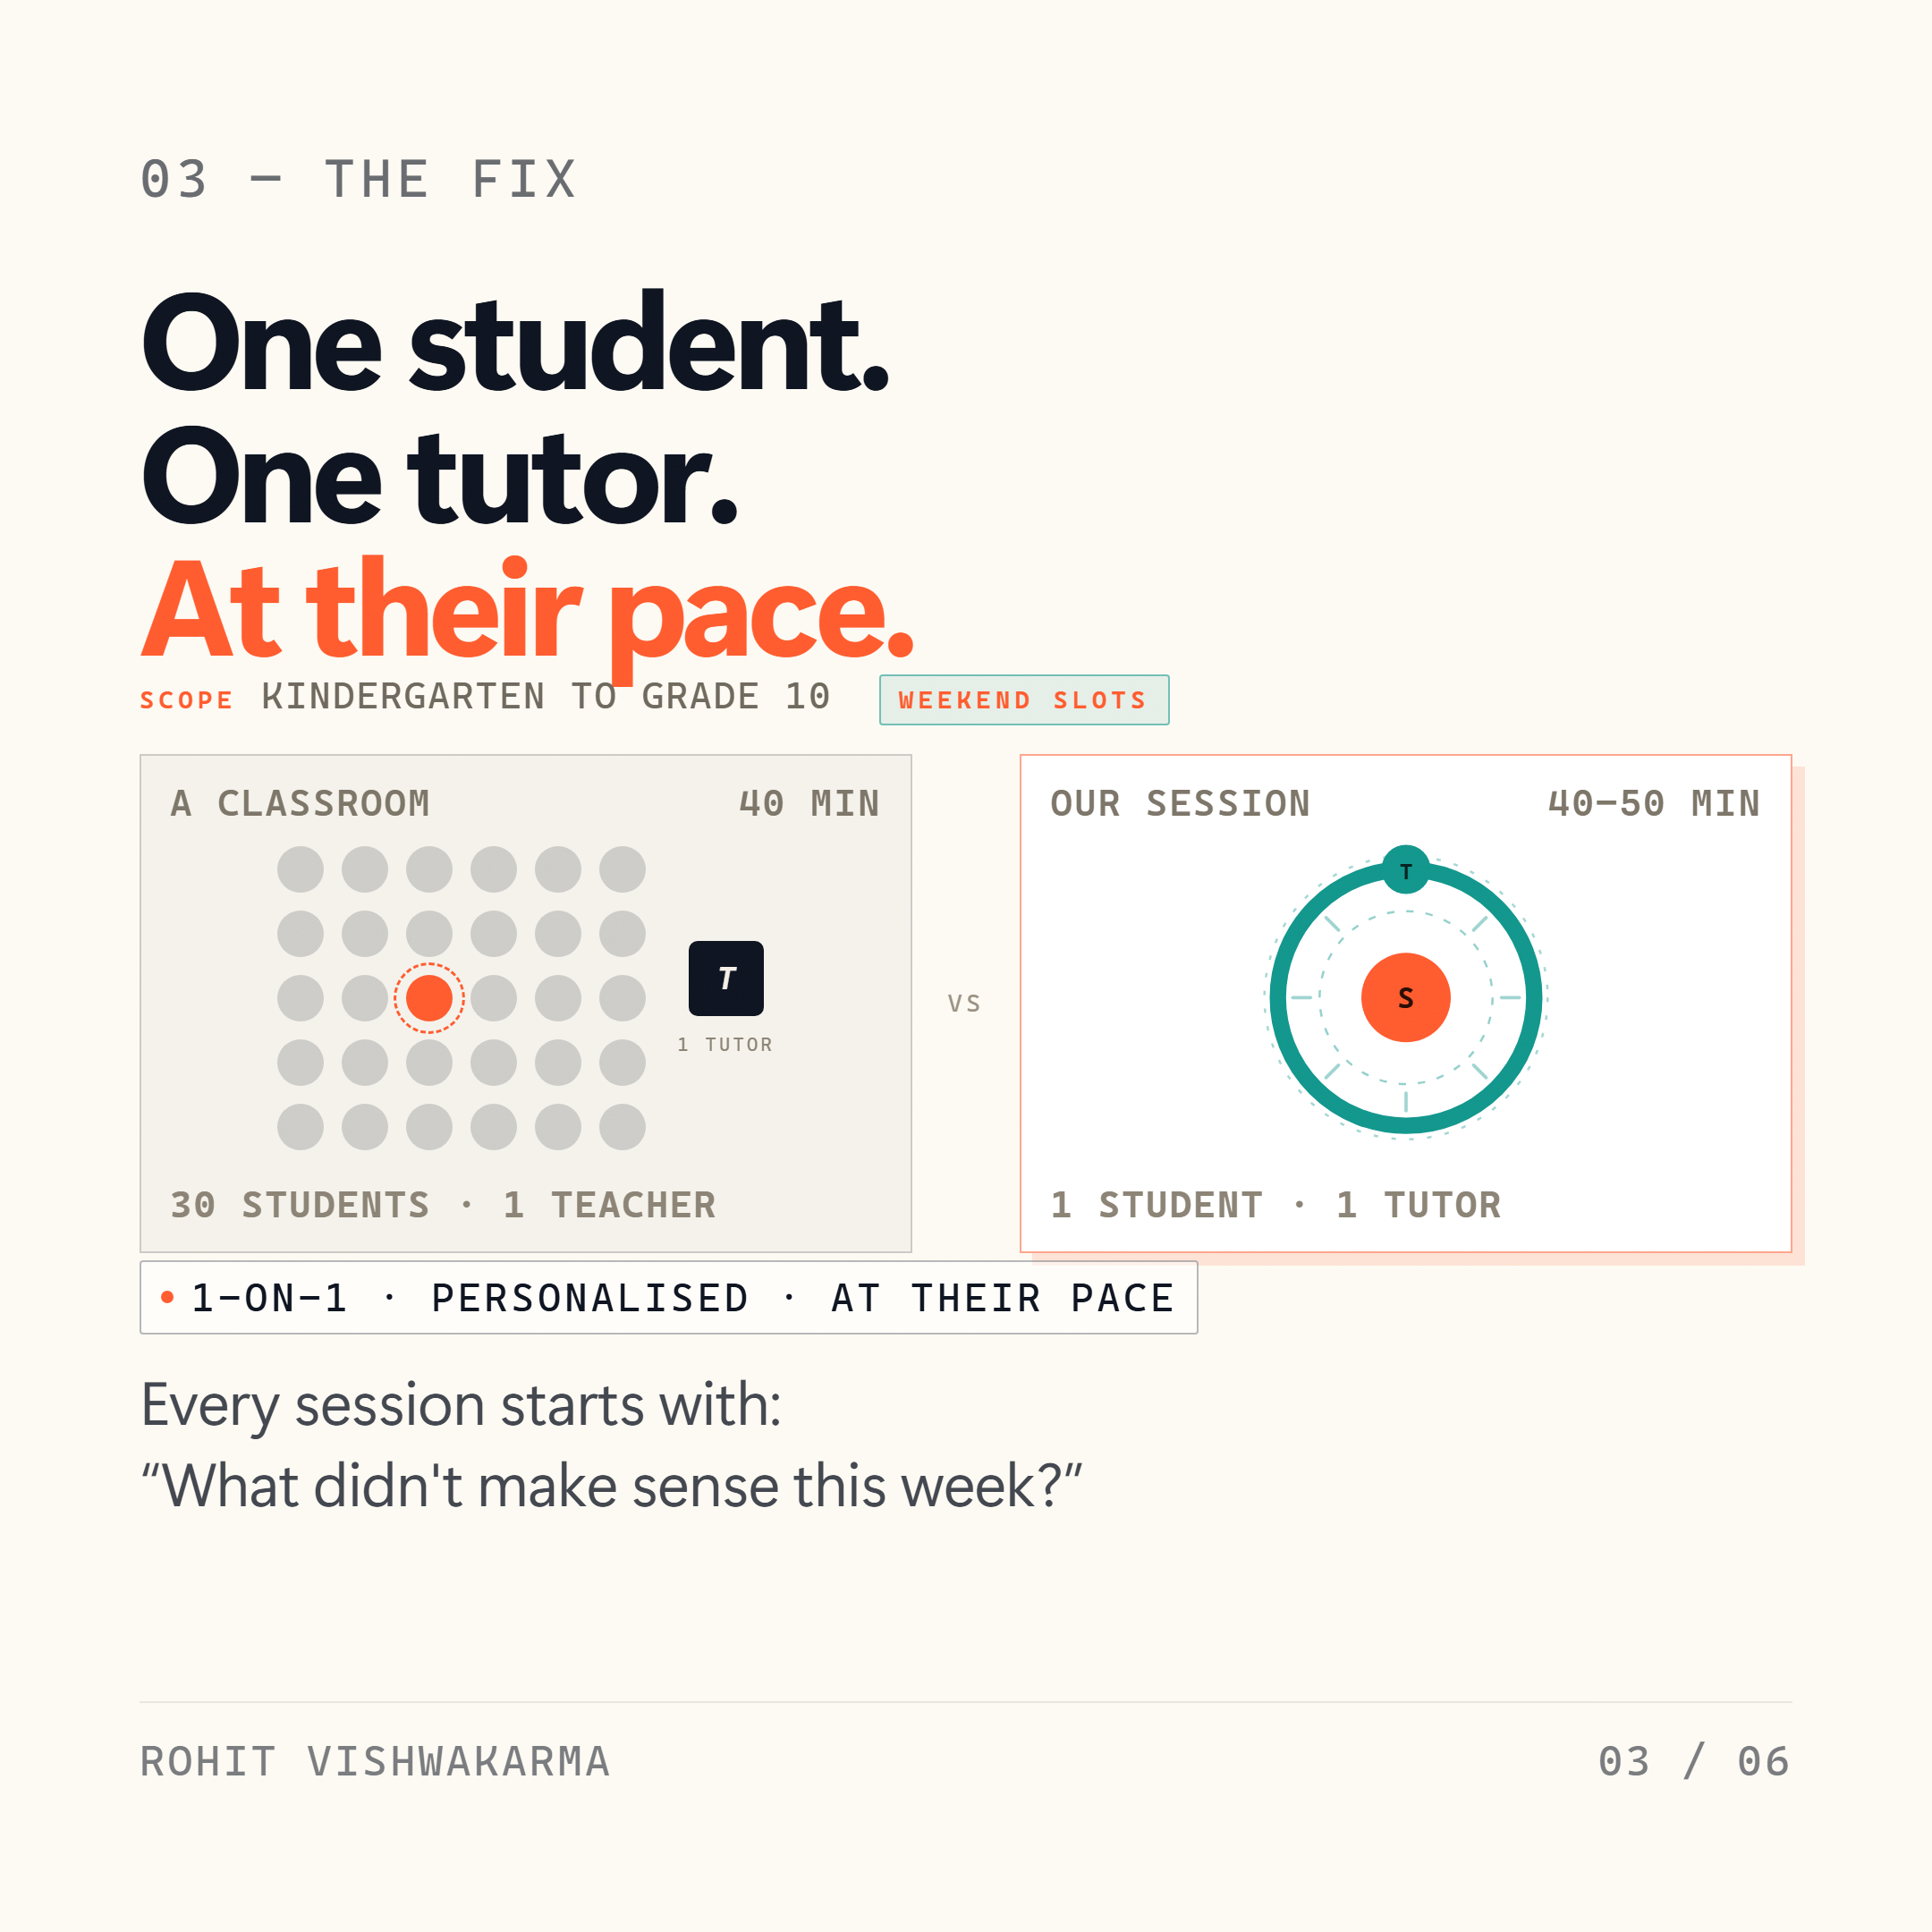 03 — THE FIX
One student.
One tutor.
At their pace.
SCOPE KINDERGARTEN TO GRADE 10 WEEKEND SLOTS
A CLASSROOM 40 MIN
T
1 TUTOR
30 STUDENTS · 1 TEACHER
VS
OUR SESSION 40–50 MIN
T
S
1 STUDENT · 1 TUTOR
1-ON-1 · PERSONALISED · AT THEIR PACE
Every session starts with:
“What didn't make sense this week?”
ROHIT VISHWAKARMA 03 / 06